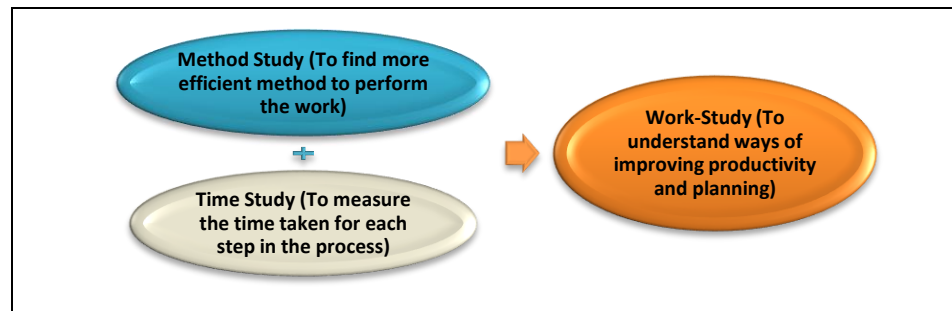 Method Study (To find more
efficient method to perform
the work)
+
Time Study (To measure
the time taken for each
step in the process)
Work-Study (To
understand ways of
improving productivity
and planning)